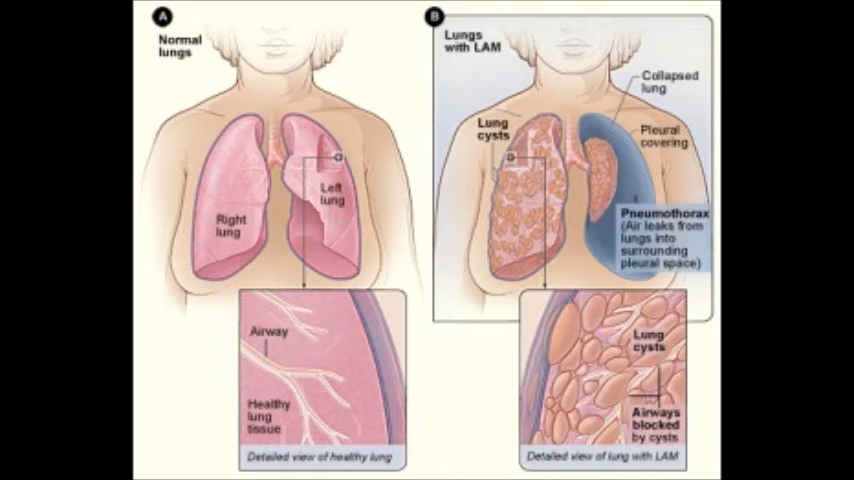 A
Normal
lungs
Right
lung
Left
lung
Airway
Healthy
lung
tissue
Detailed view of healthy lung
B
Lungs
with LAM
Lung
cysts
Collapsed
lung
Pleural
covering
Pneumothorax
(Air leaks from
lungs into
surrounding
pleural space)
Lung
cysts
Airways
blocked
by cysts
Detailed view of lung with LAM